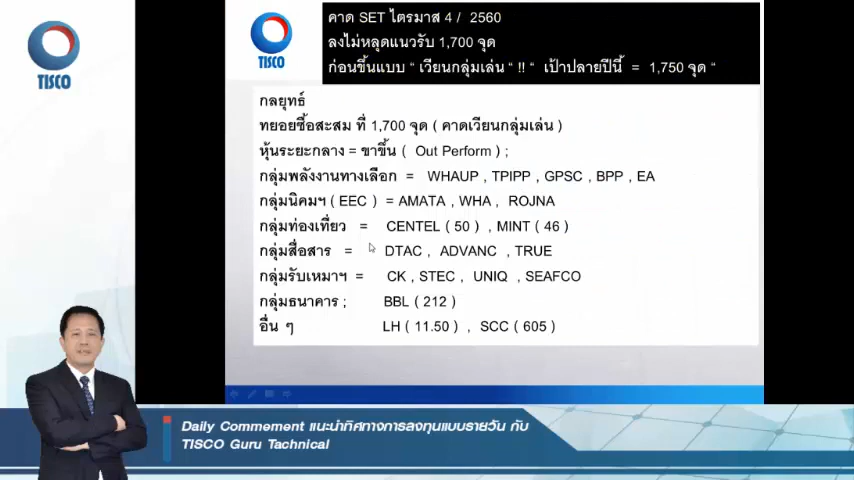 TISCO
TISCO
คาด SET ไตรมาส 4 / 2560
ลงไม่หลุดแนวรับ 1,700 จุด
ก่อนขึ้นแบบ “ เวียนกลุ่มเล่น “ !! “ เป้าปลายปีนี้ = 1,750 จุด “
กลยุทธ์
ทยอยซื้อสะสม ที่ 1,700 จุด ( คาดเวียนกลุ่มเล่น )
หุ้นระยะกลาง = ขาขึ้น ( Out Perform ) ;
กลุ่มพลังงานทางเลือก = WHAUP , TPIPP , GPSC , BPP , EA
กลุ่มนิคมฯ ( EEC ) = AMATA , WHA , ROJNA
กลุ่มท่องเที่ยว = CENTEL ( 50 ) , MINT ( 46 )
กลุ่มสื่อสาร = DTAC , ADVANC , TRUE
กลุ่มรับเหมาฯ = CK , STEC , UNIQ , SEAFCO
กลุ่มธนาคาร ; BBL ( 212 )
อื่น ๆ LH ( 11.50 ) , SCC ( 605 )
Daily Commement แนะนำทิศทางการลงทุนแบบรายวัน กับ
TISCO Guru Tachnical